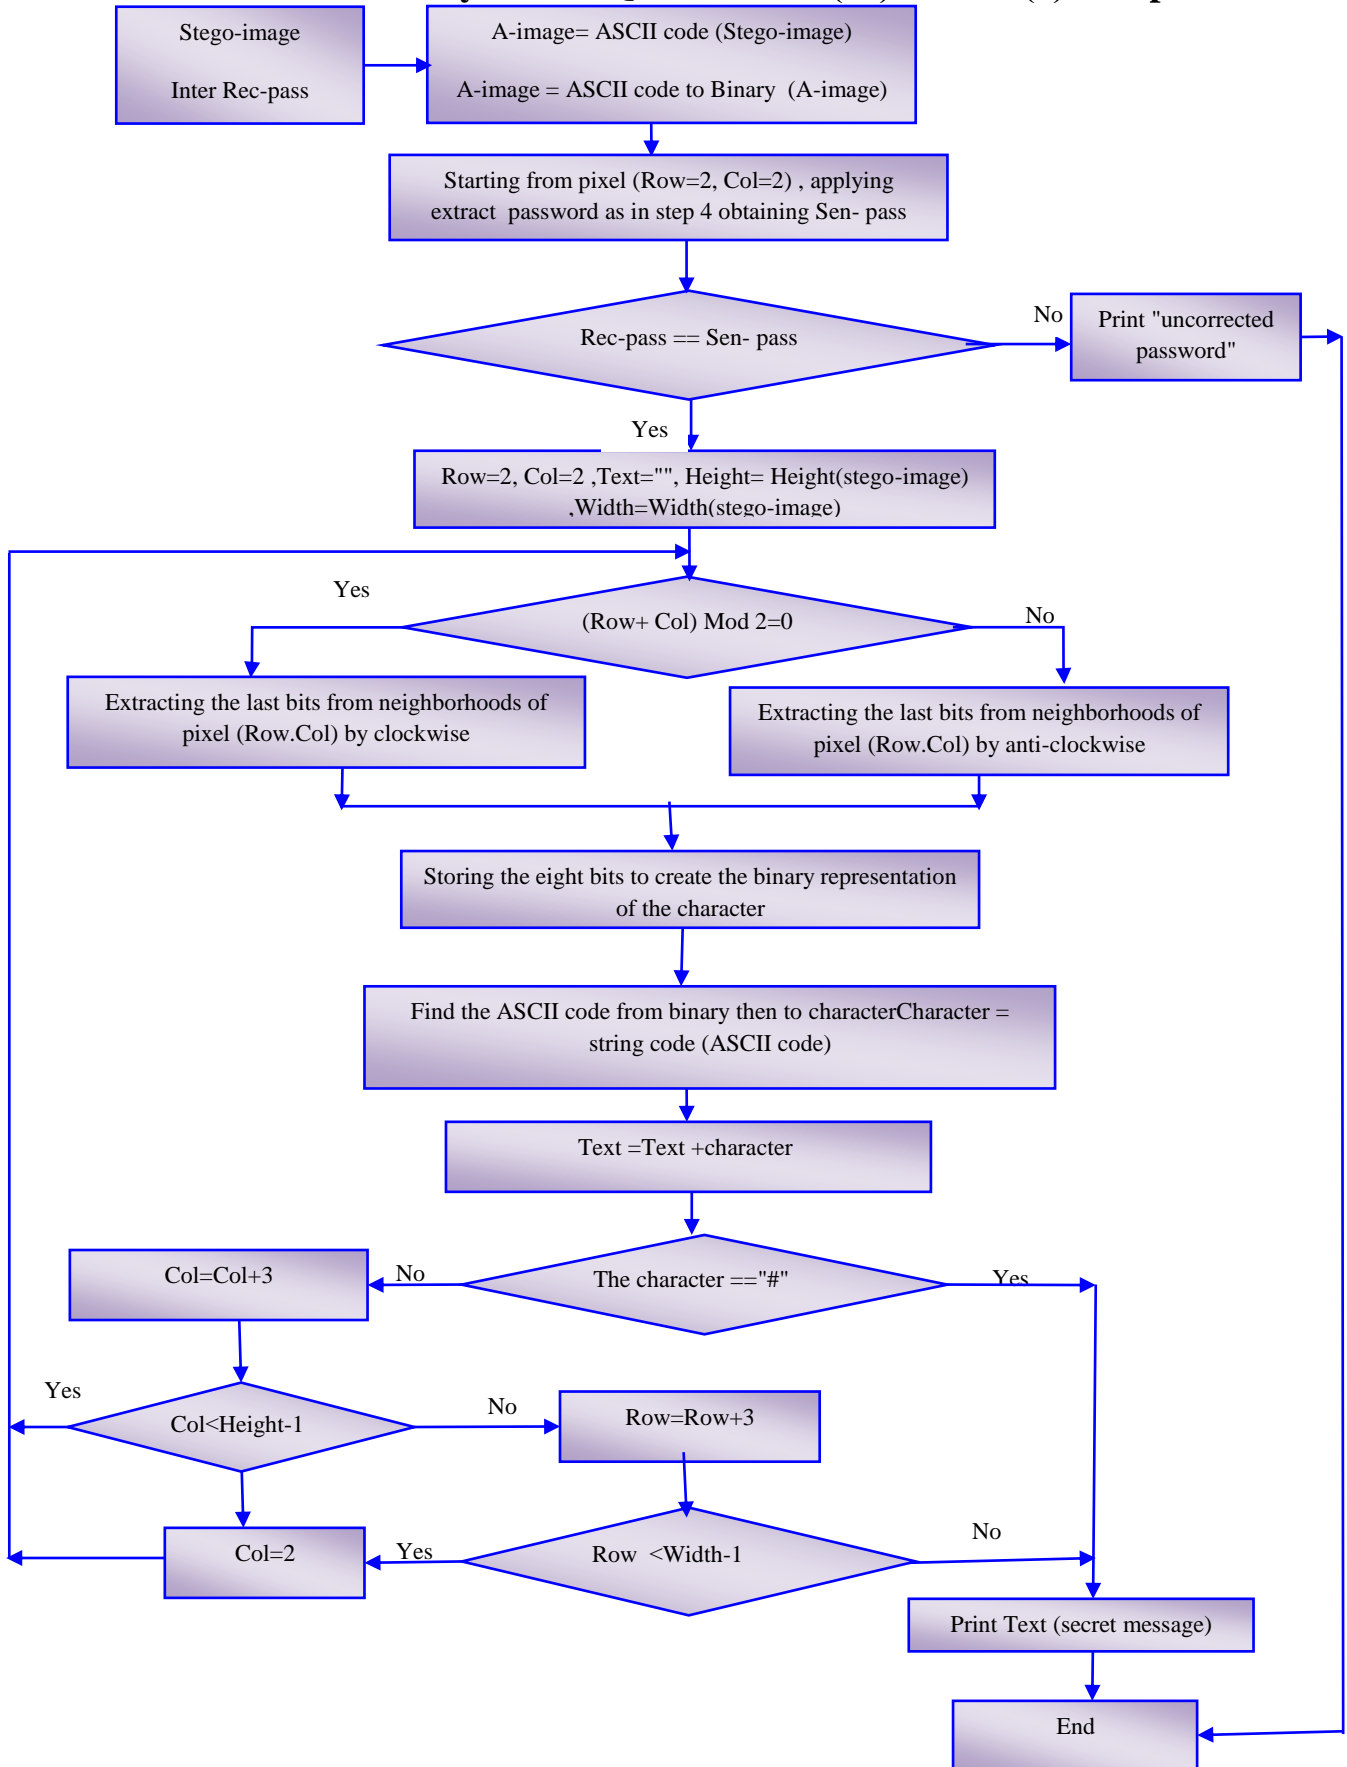 Stego-image
Inter Rec-pass
A-image= ASCII code (Stego-image)
A-image = ASCII code to Binary (A-image)
Starting from pixel (Row=2, Col=2) , applying
extract password as in step 4 obtaining Sen- pass
Rec-pass == Sen- pass
No
Print "uncorrected
password"
Yes
Row=2, Col=2 ,Text="", Height= Height(stego-image)
,Width=Width(stego-image)
Yes
(Row+ Col) Mod 2=0
No
Extracting the last bits from neighborhoods of
pixel (Row.Col) by clockwise
Extracting the last bits from neighborhoods of
pixel (Row.Col) by anti-clockwise
Storing the eight bits to create the binary representation
of the character
Find the ASCII code from binary then to characterCharacter =
string code (ASCII code)
Text =Text +character
Col=Col+3
No
The character =="#"
Yes
Yes
Col<Height-1
No
Row=Row+3
Col=2
Yes
Row <Width-1
No
Print Text (secret message)
End